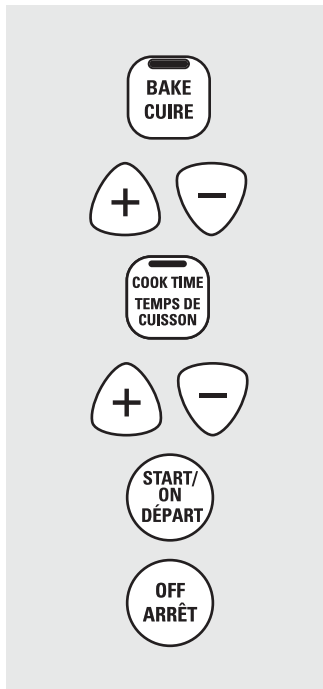 BAKE
CUIRE
+ −
COOK TIME
TEMPS DE
CUISSON
+ −
START/
ON
DÉPART
OFF
ARRÊT